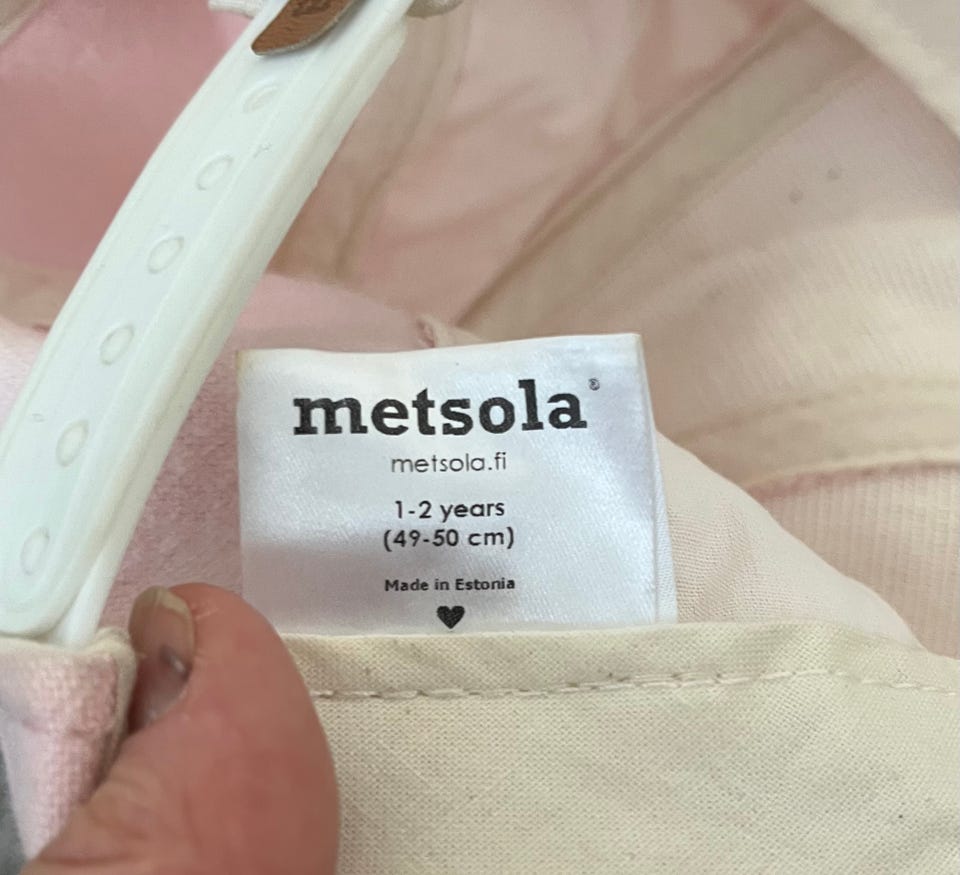 metsola®
metsola.fi
1-2 years
(49-50 cm)
Made in Estonia